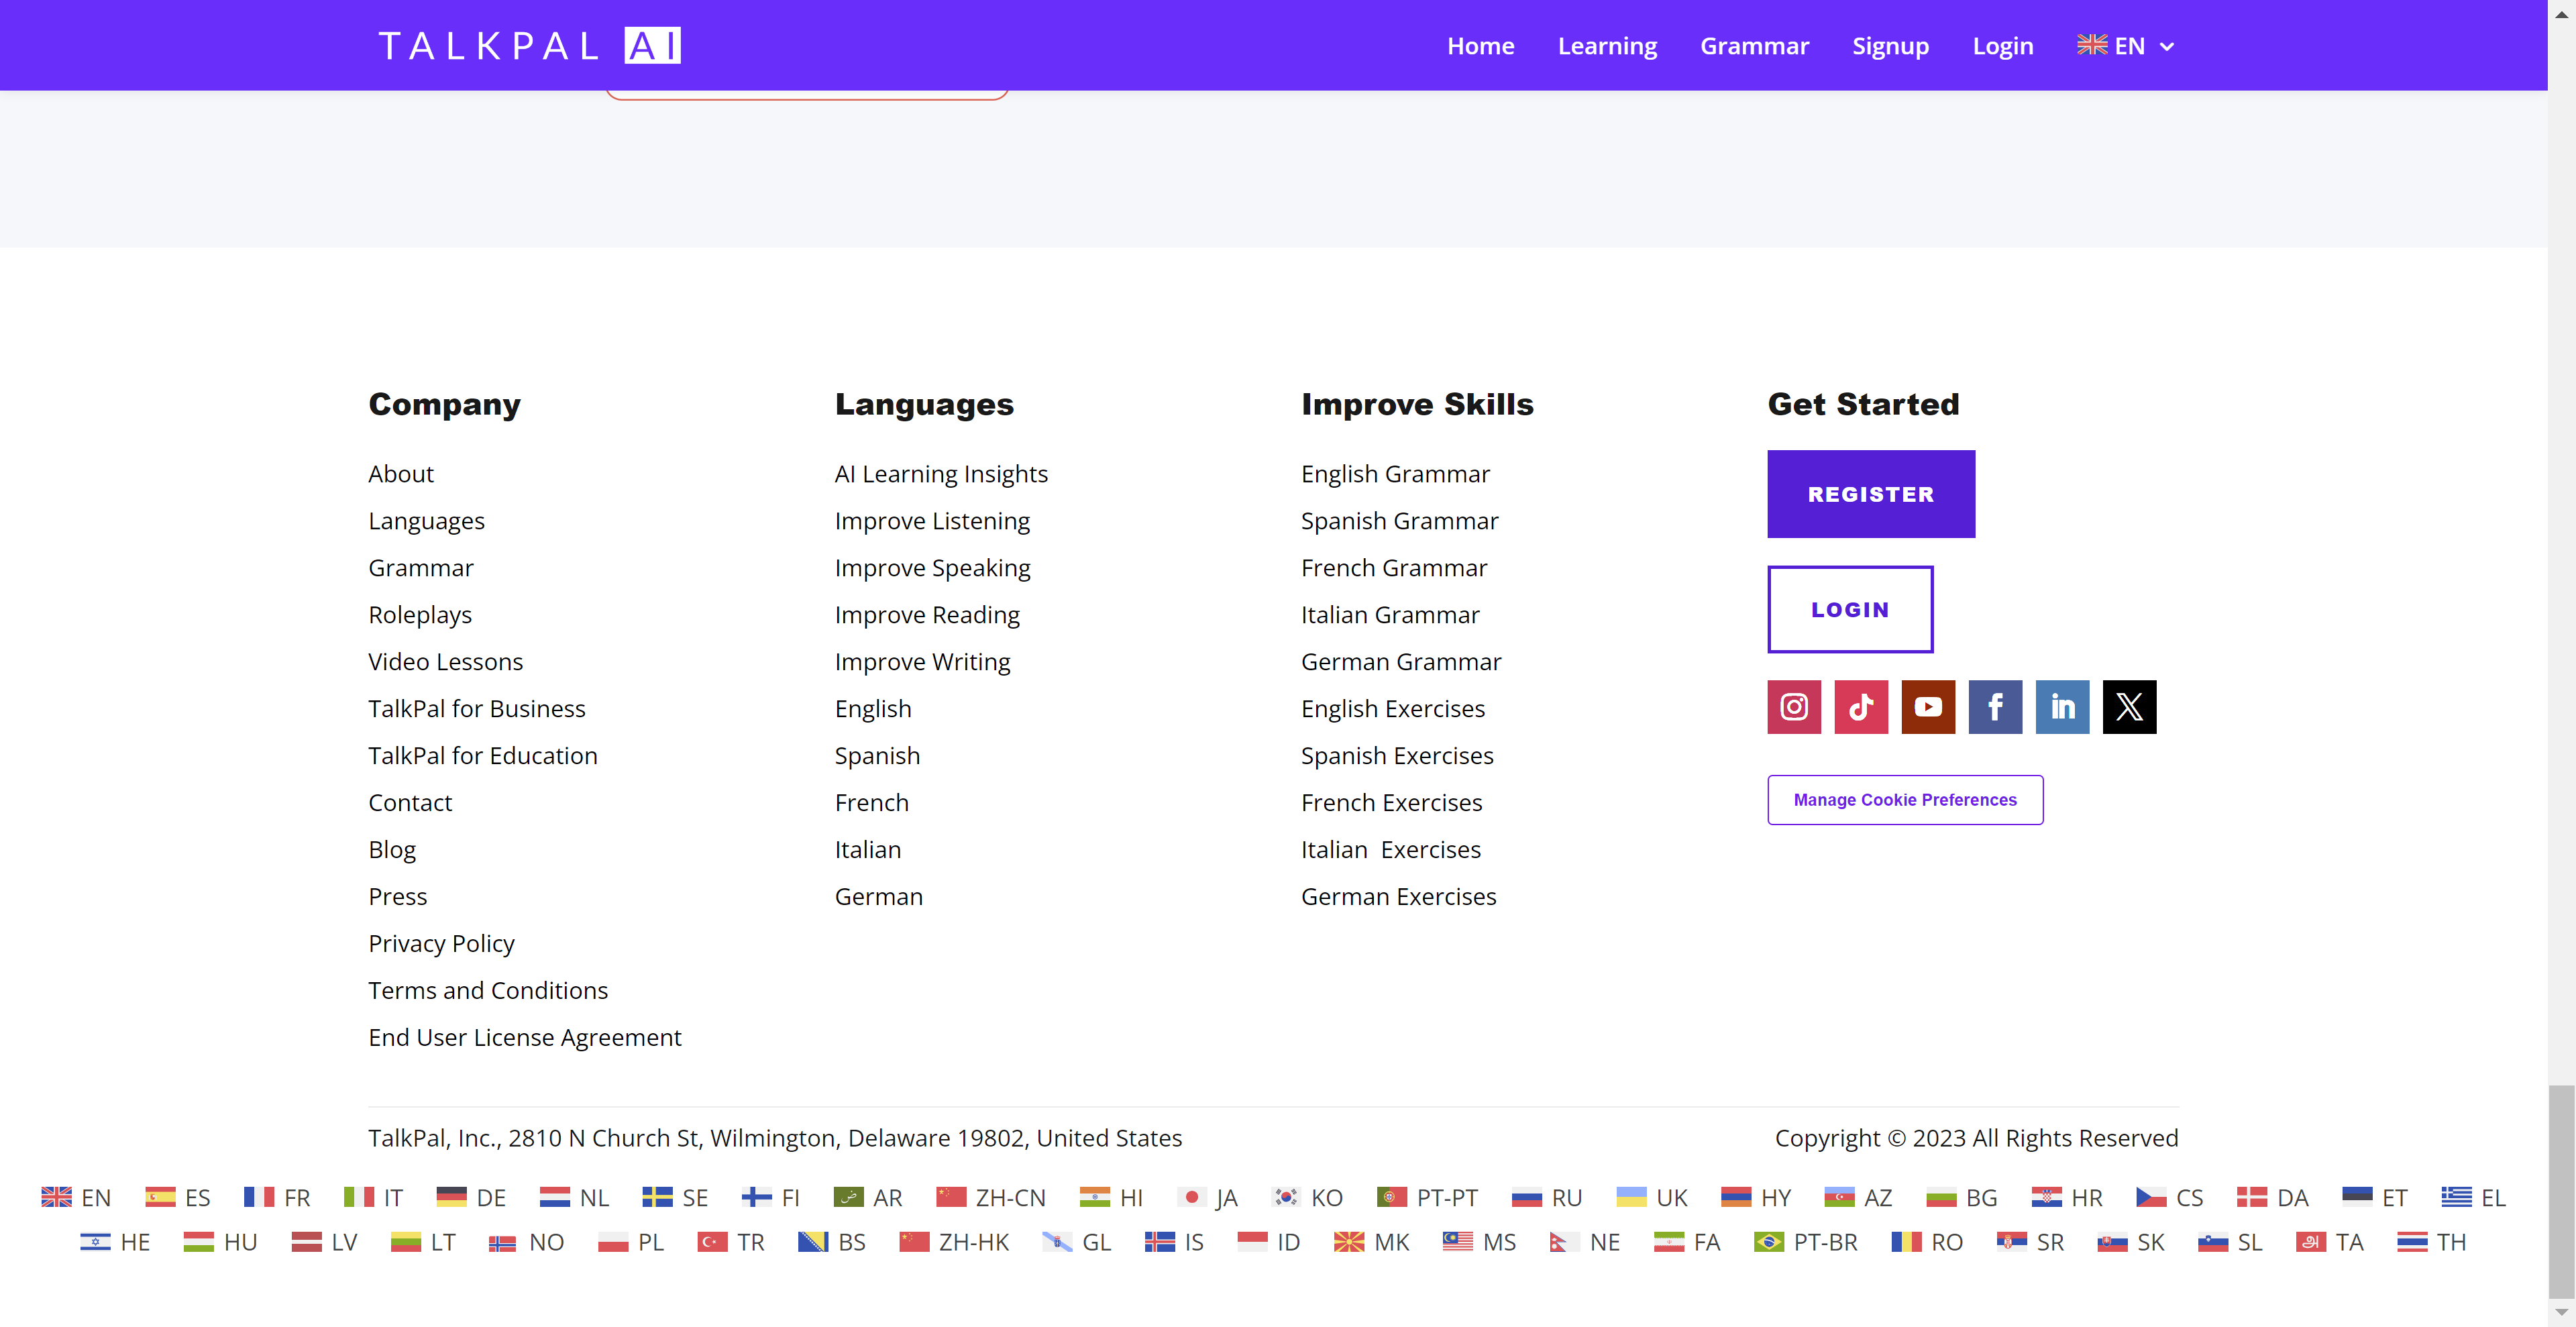 TALKPAL AI
Home Learning Grammar Signup Login EN
Company
About
Languages
Grammar
Roleplays
Video Lessons
TalkPal for Business
TalkPal for Education
Contact
Blog
Press
Privacy Policy
Terms and Conditions
End User License Agreement
Languages
AI Learning Insights
Improve Listening
Improve Speaking
Improve Reading
Improve Writing
English
Spanish
French
Italian
German
Improve Skills
English Grammar
Spanish Grammar
French Grammar
Italian Grammar
German Grammar
English Exercises
Spanish Exercises
French Exercises
Italian  Exercises
German Exercises
Get Started
REGISTER
LOGIN
Manage Cookie Preferences
TalkPal, Inc., 2810 N Church St, Wilmington, Delaware 19802, United States
Copyright © 2023 All Rights Reserved
EN ES FR IT DE NL SE FI AR ZH-CN HI JA KO PT-PT RU UK HY AZ BG HR CS DA ET EL
HE HU LV LT NO PL TR BS ZH-HK GL IS ID MK MS NE FA PT-BR RO SR SK SL TA TH